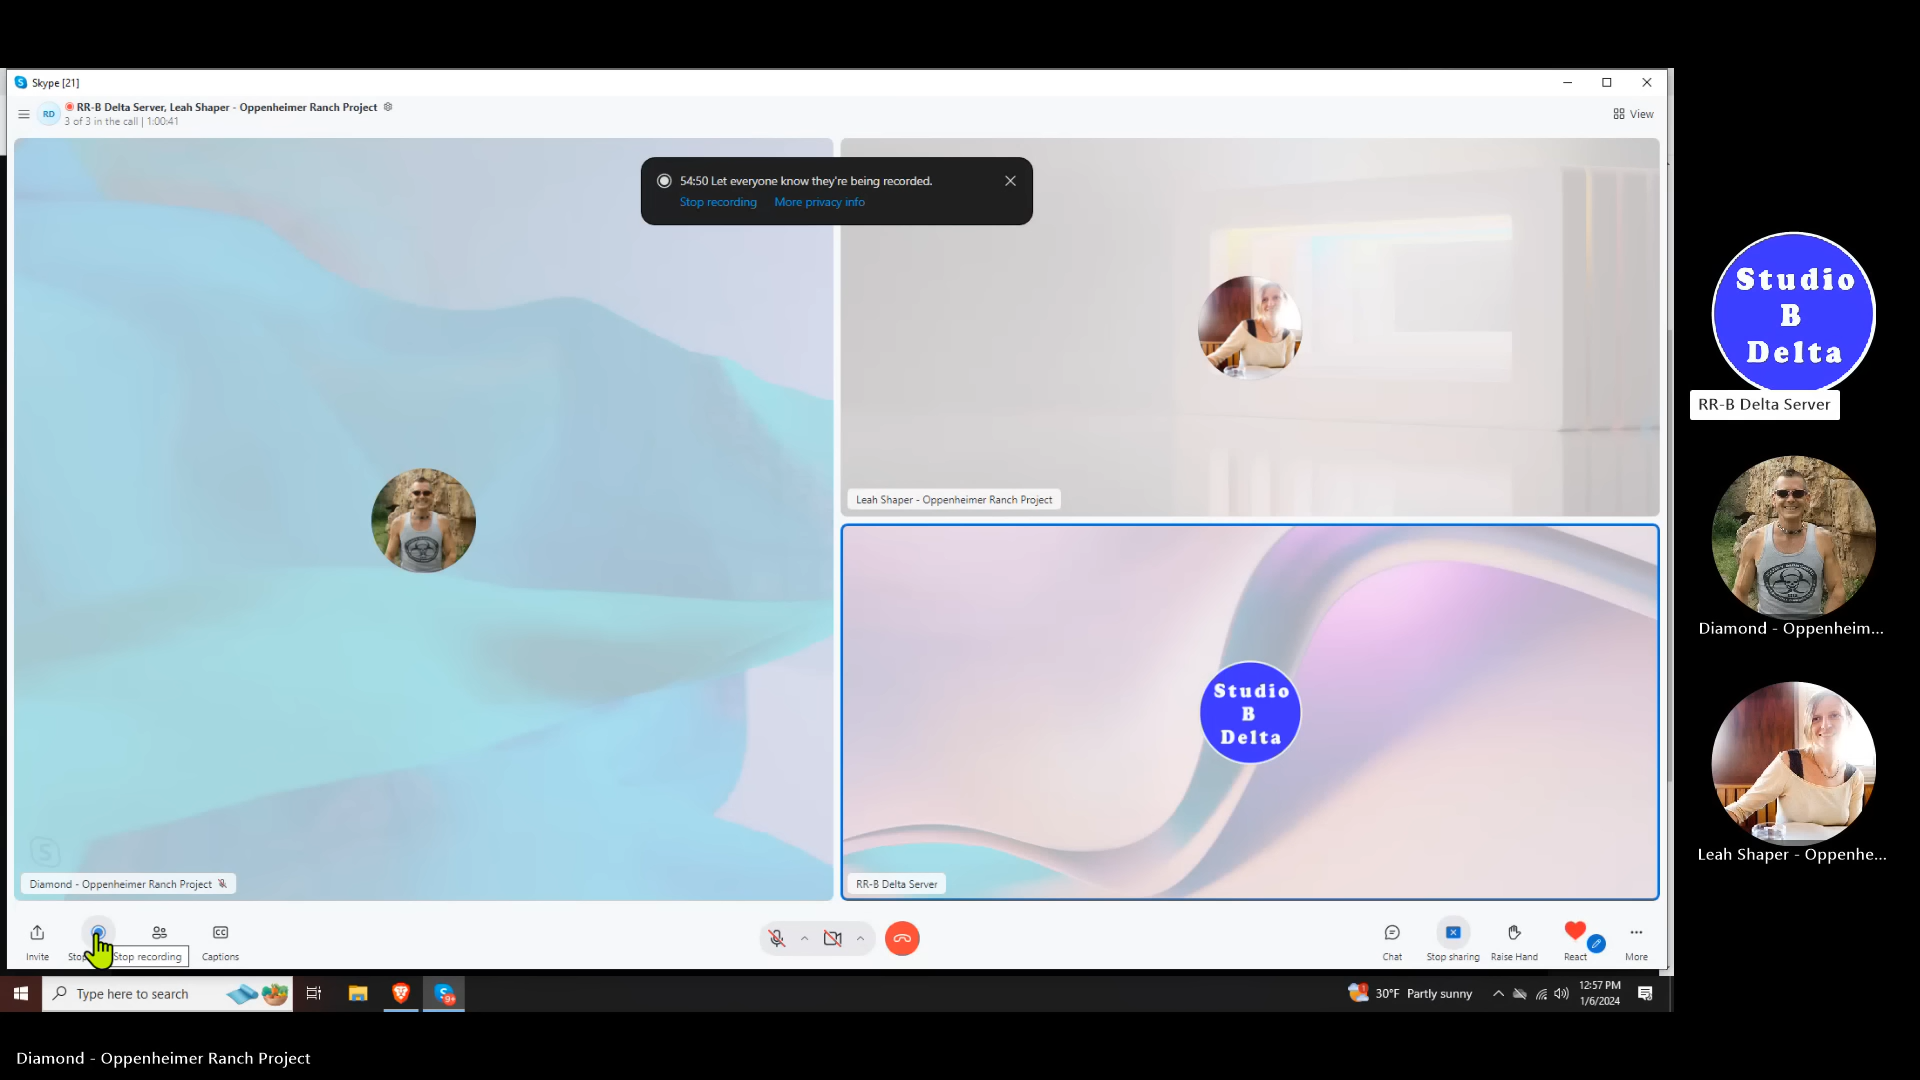 Skype [21]
RD
RR-B Delta Server, Leah Shaper - Oppenheimer Ranch Project
3 of 3 in the call | 1:00:41
View
54:50 Let everyone know they're being recorded.
Stop recording More privacy info
Studio
B
Delta
RR-B Delta Server
Leah Shaper - Oppenheimer Ranch Project
Diamond - Oppenheim...
Studio
B
Delta
Diamond - Oppenheimer Ranch Project
RR-B Delta Server
Leah Shaper - Oppenhe...
Invite
Stop
Stop recording
Captions
Chat
Stop sharing
Raise Hand
React
More
Type here to search
30°F Partly sunny
12:57 PM
1/6/2024
Diamond - Oppenheimer Ranch Project